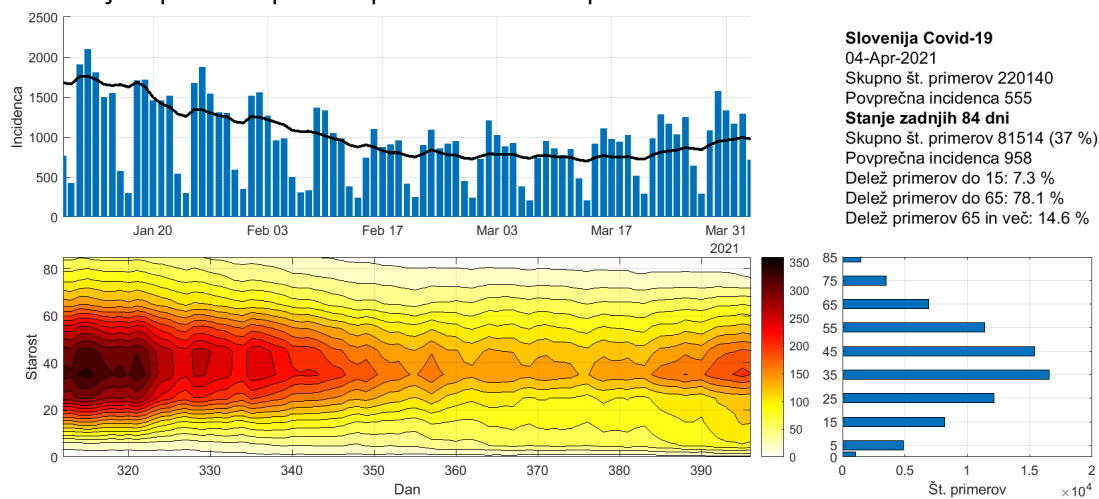 2500
2000
1500
1000
500
0
Incidenca
Jan 20 Feb 03 Feb 17 Mar 03 Mar 17 Mar 31
2021
Slovenija Covid-19
04-Apr-2021
Skupno št. primerov 220140
Povprečna incidenca 555
Stanje zadnjih 84 dni
Skupno št. primerov 81514 (37 %)
Povprečna incidenca 958
Delež primerov do 15: 7.3 %
Delež primerov do 65: 78.1 %
Delež primerov 65 in več: 14.6 %
80
60
40
20
0
Starost
320 330 340 350 360 370 380 390
Dan
350
300
250
200
150
100
50
0
85
75
65
55
45
35
25
15
5
0
0 0.5 1 1.5 2
Št. primerov
×10⁴